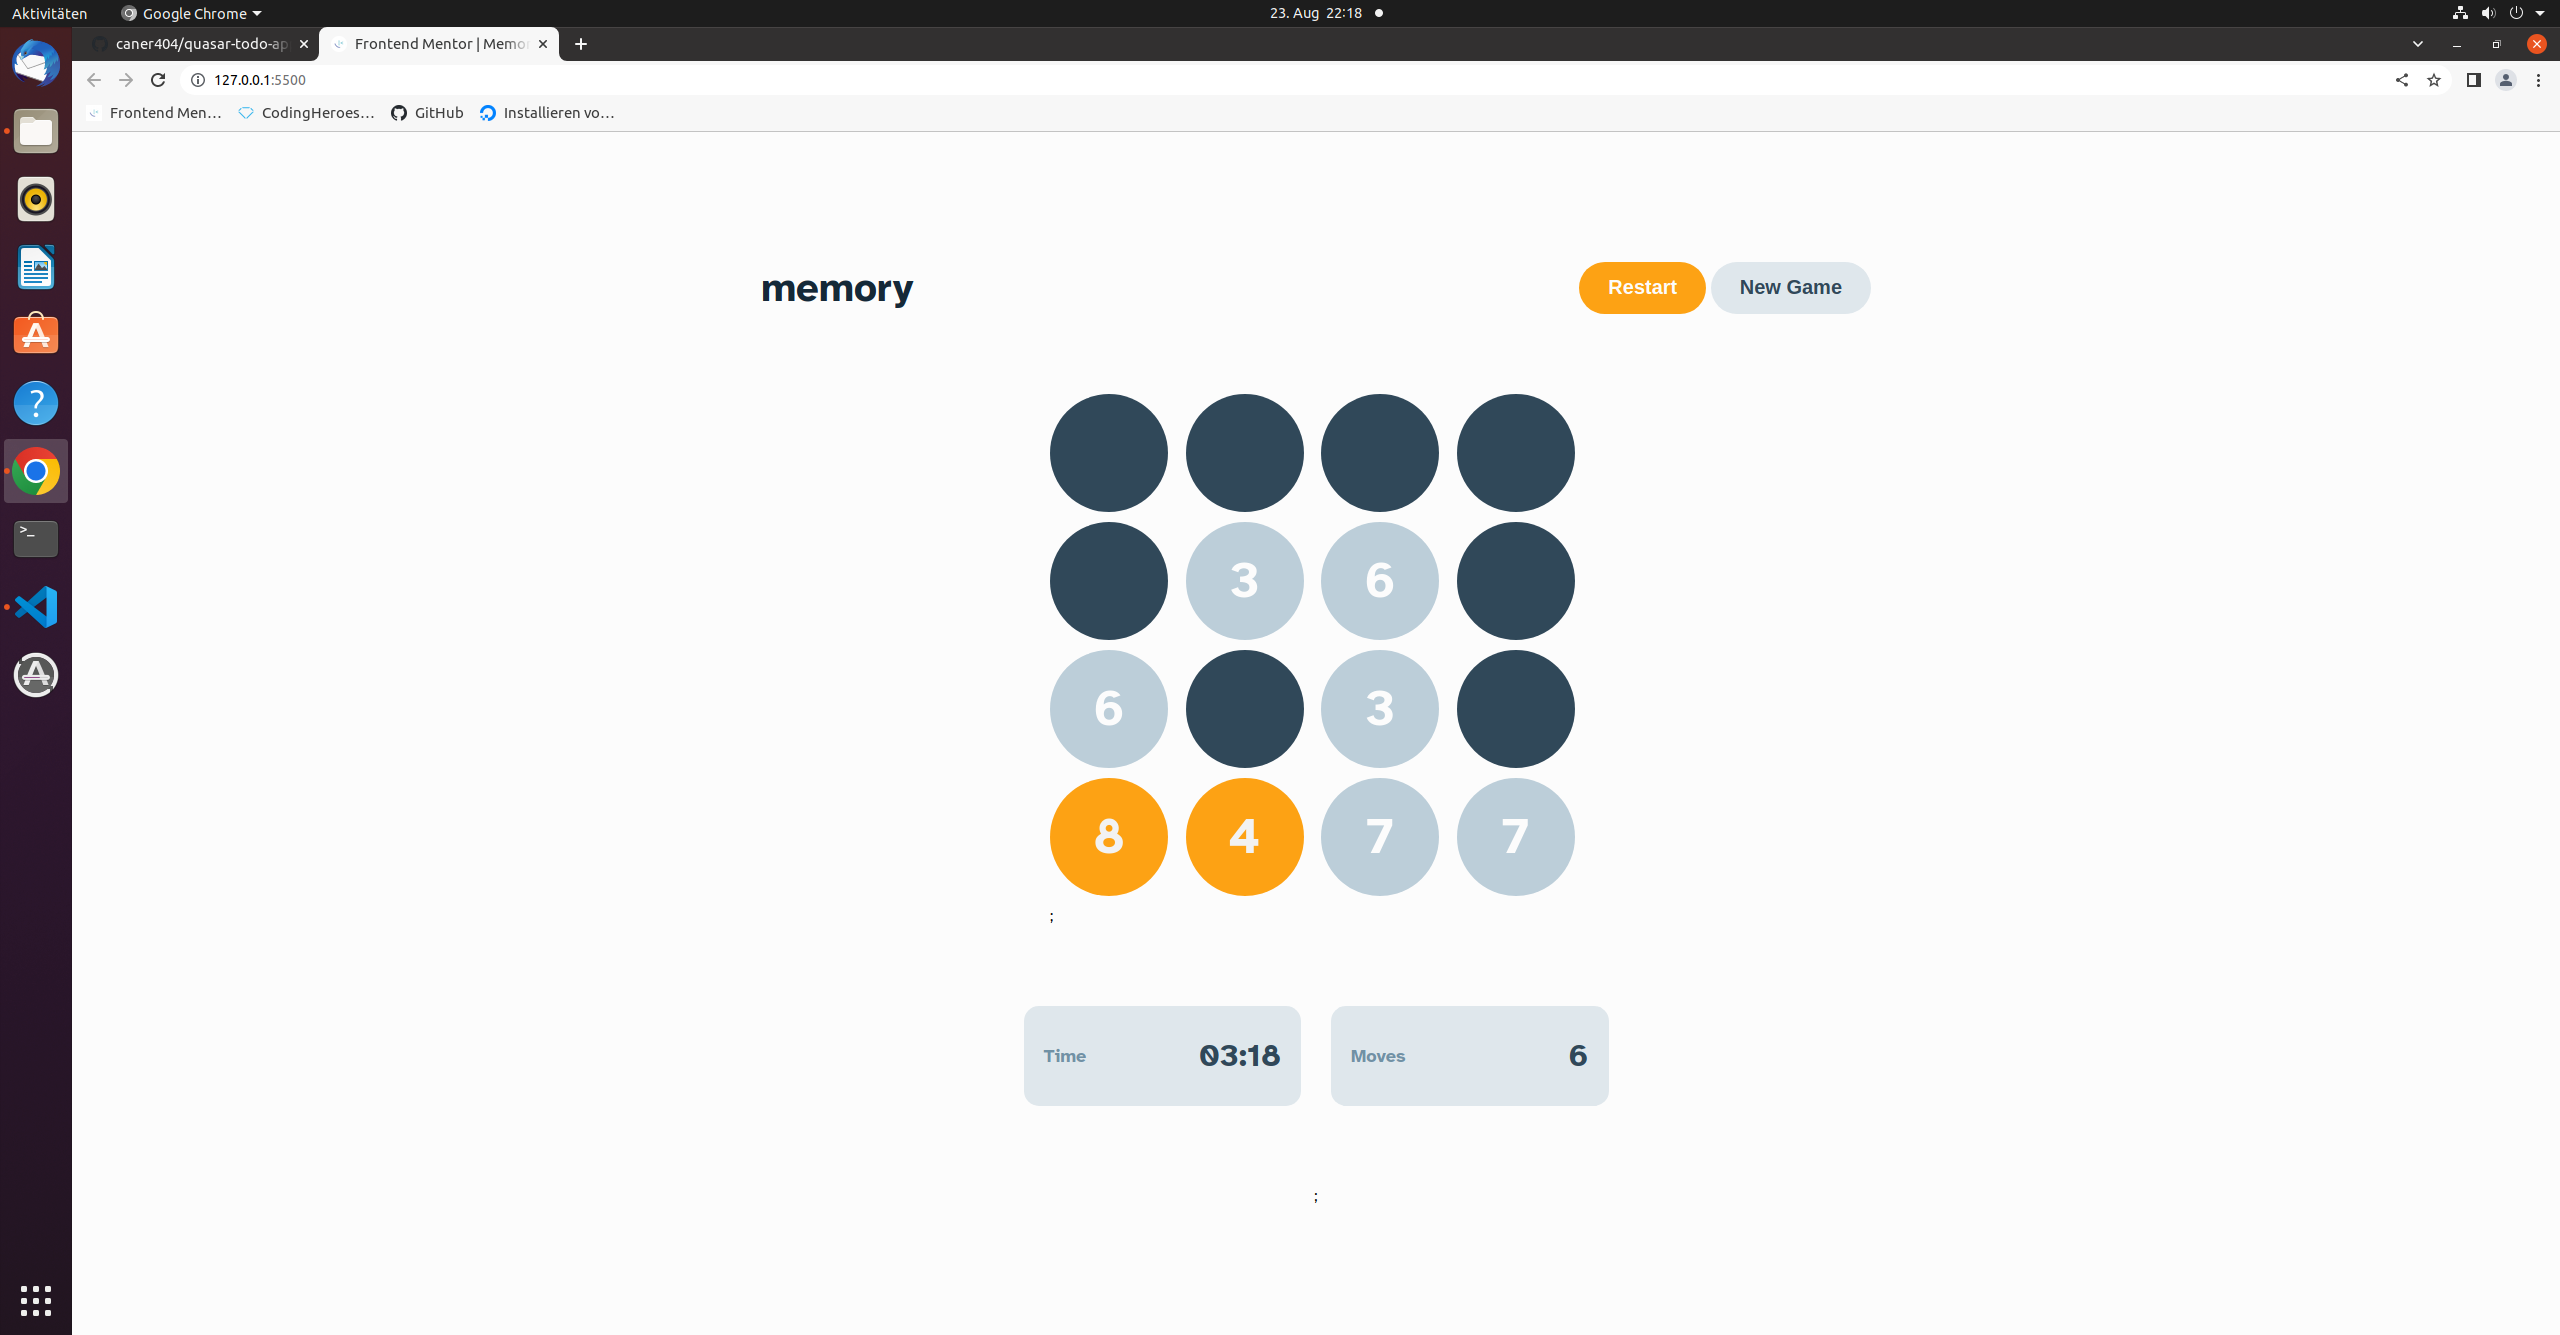 Aktivitäten Google Chrome 23. Aug 22:18
caner404/quasar-todo-ap Frontend Mentor | Memor
127.0.0.1:5500
Frontend Men… CodingHeroes… GitHub Installieren vo…
memory Restart New Game
3 6
6 3
8 4 7 7
;
Time 03:18 Moves 6
;